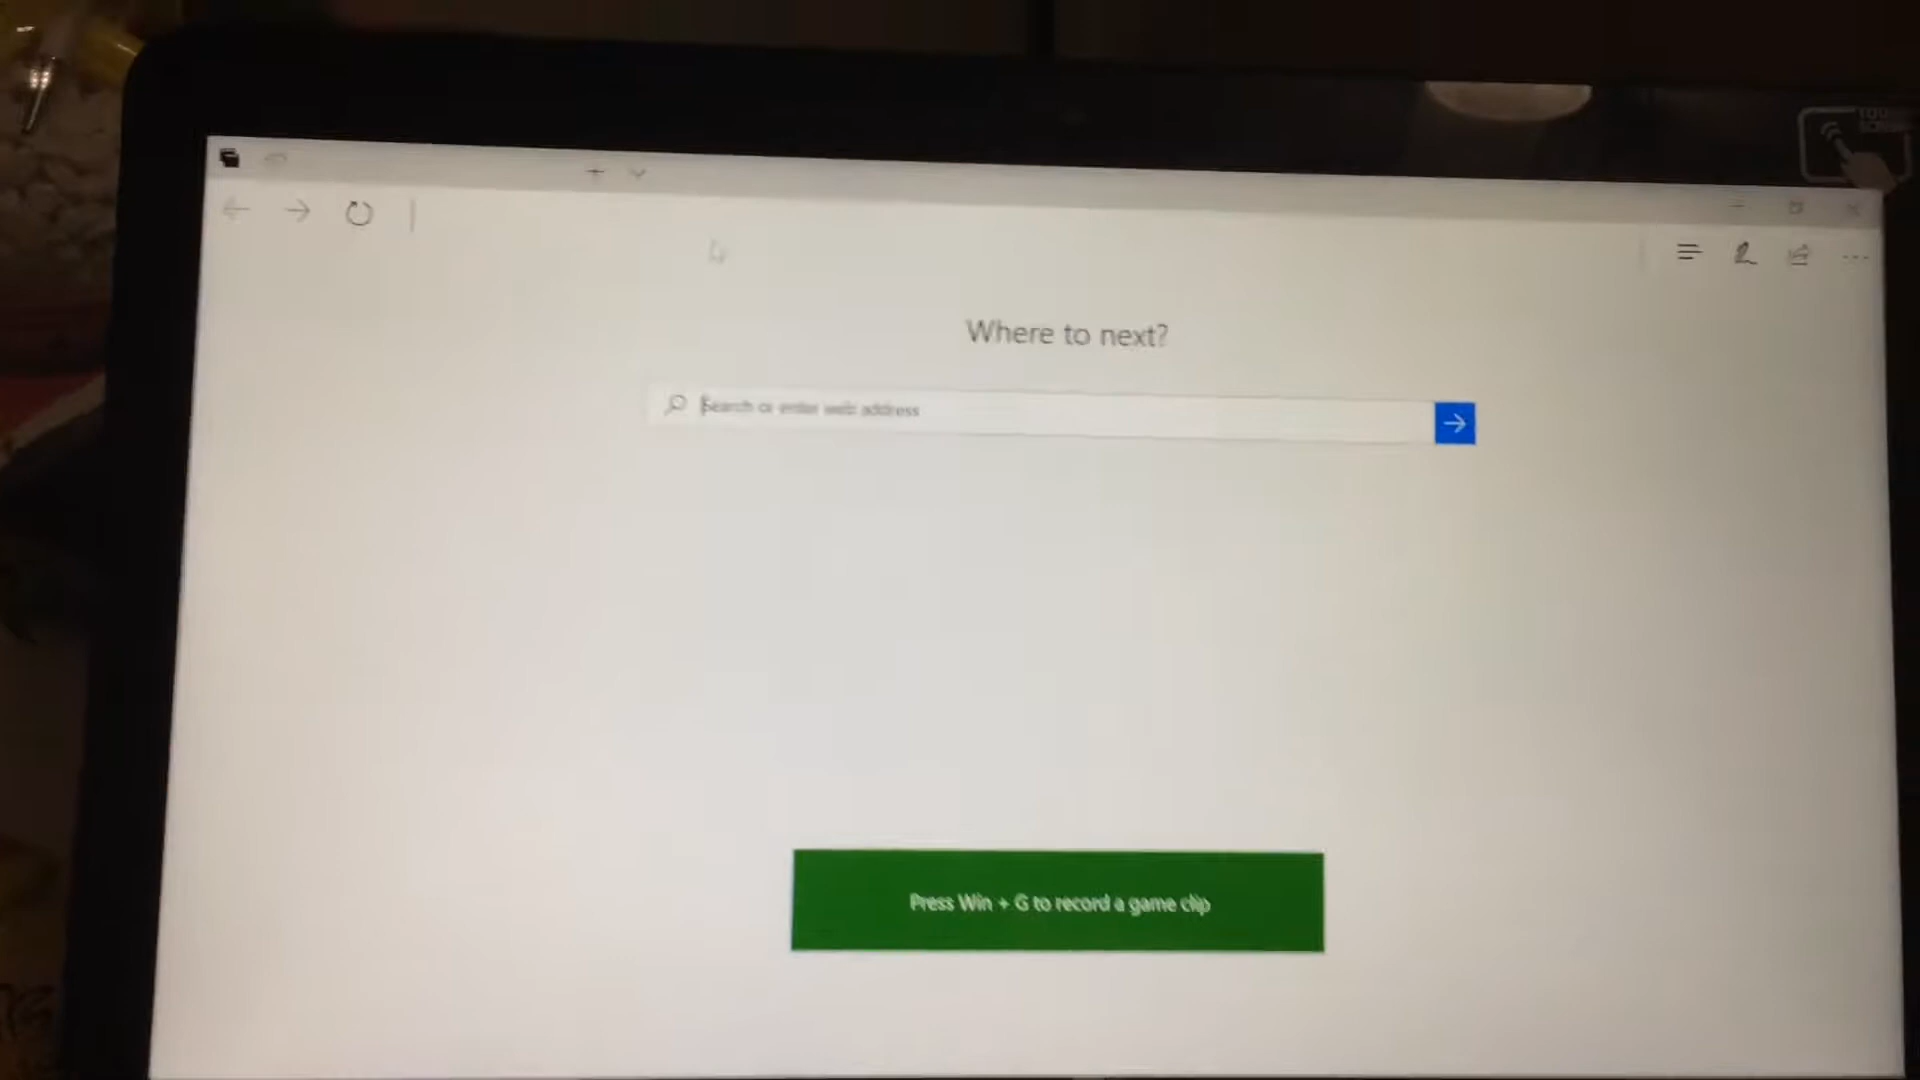 Where to next?
Search or enter web address
Press Win + G to record a game clip